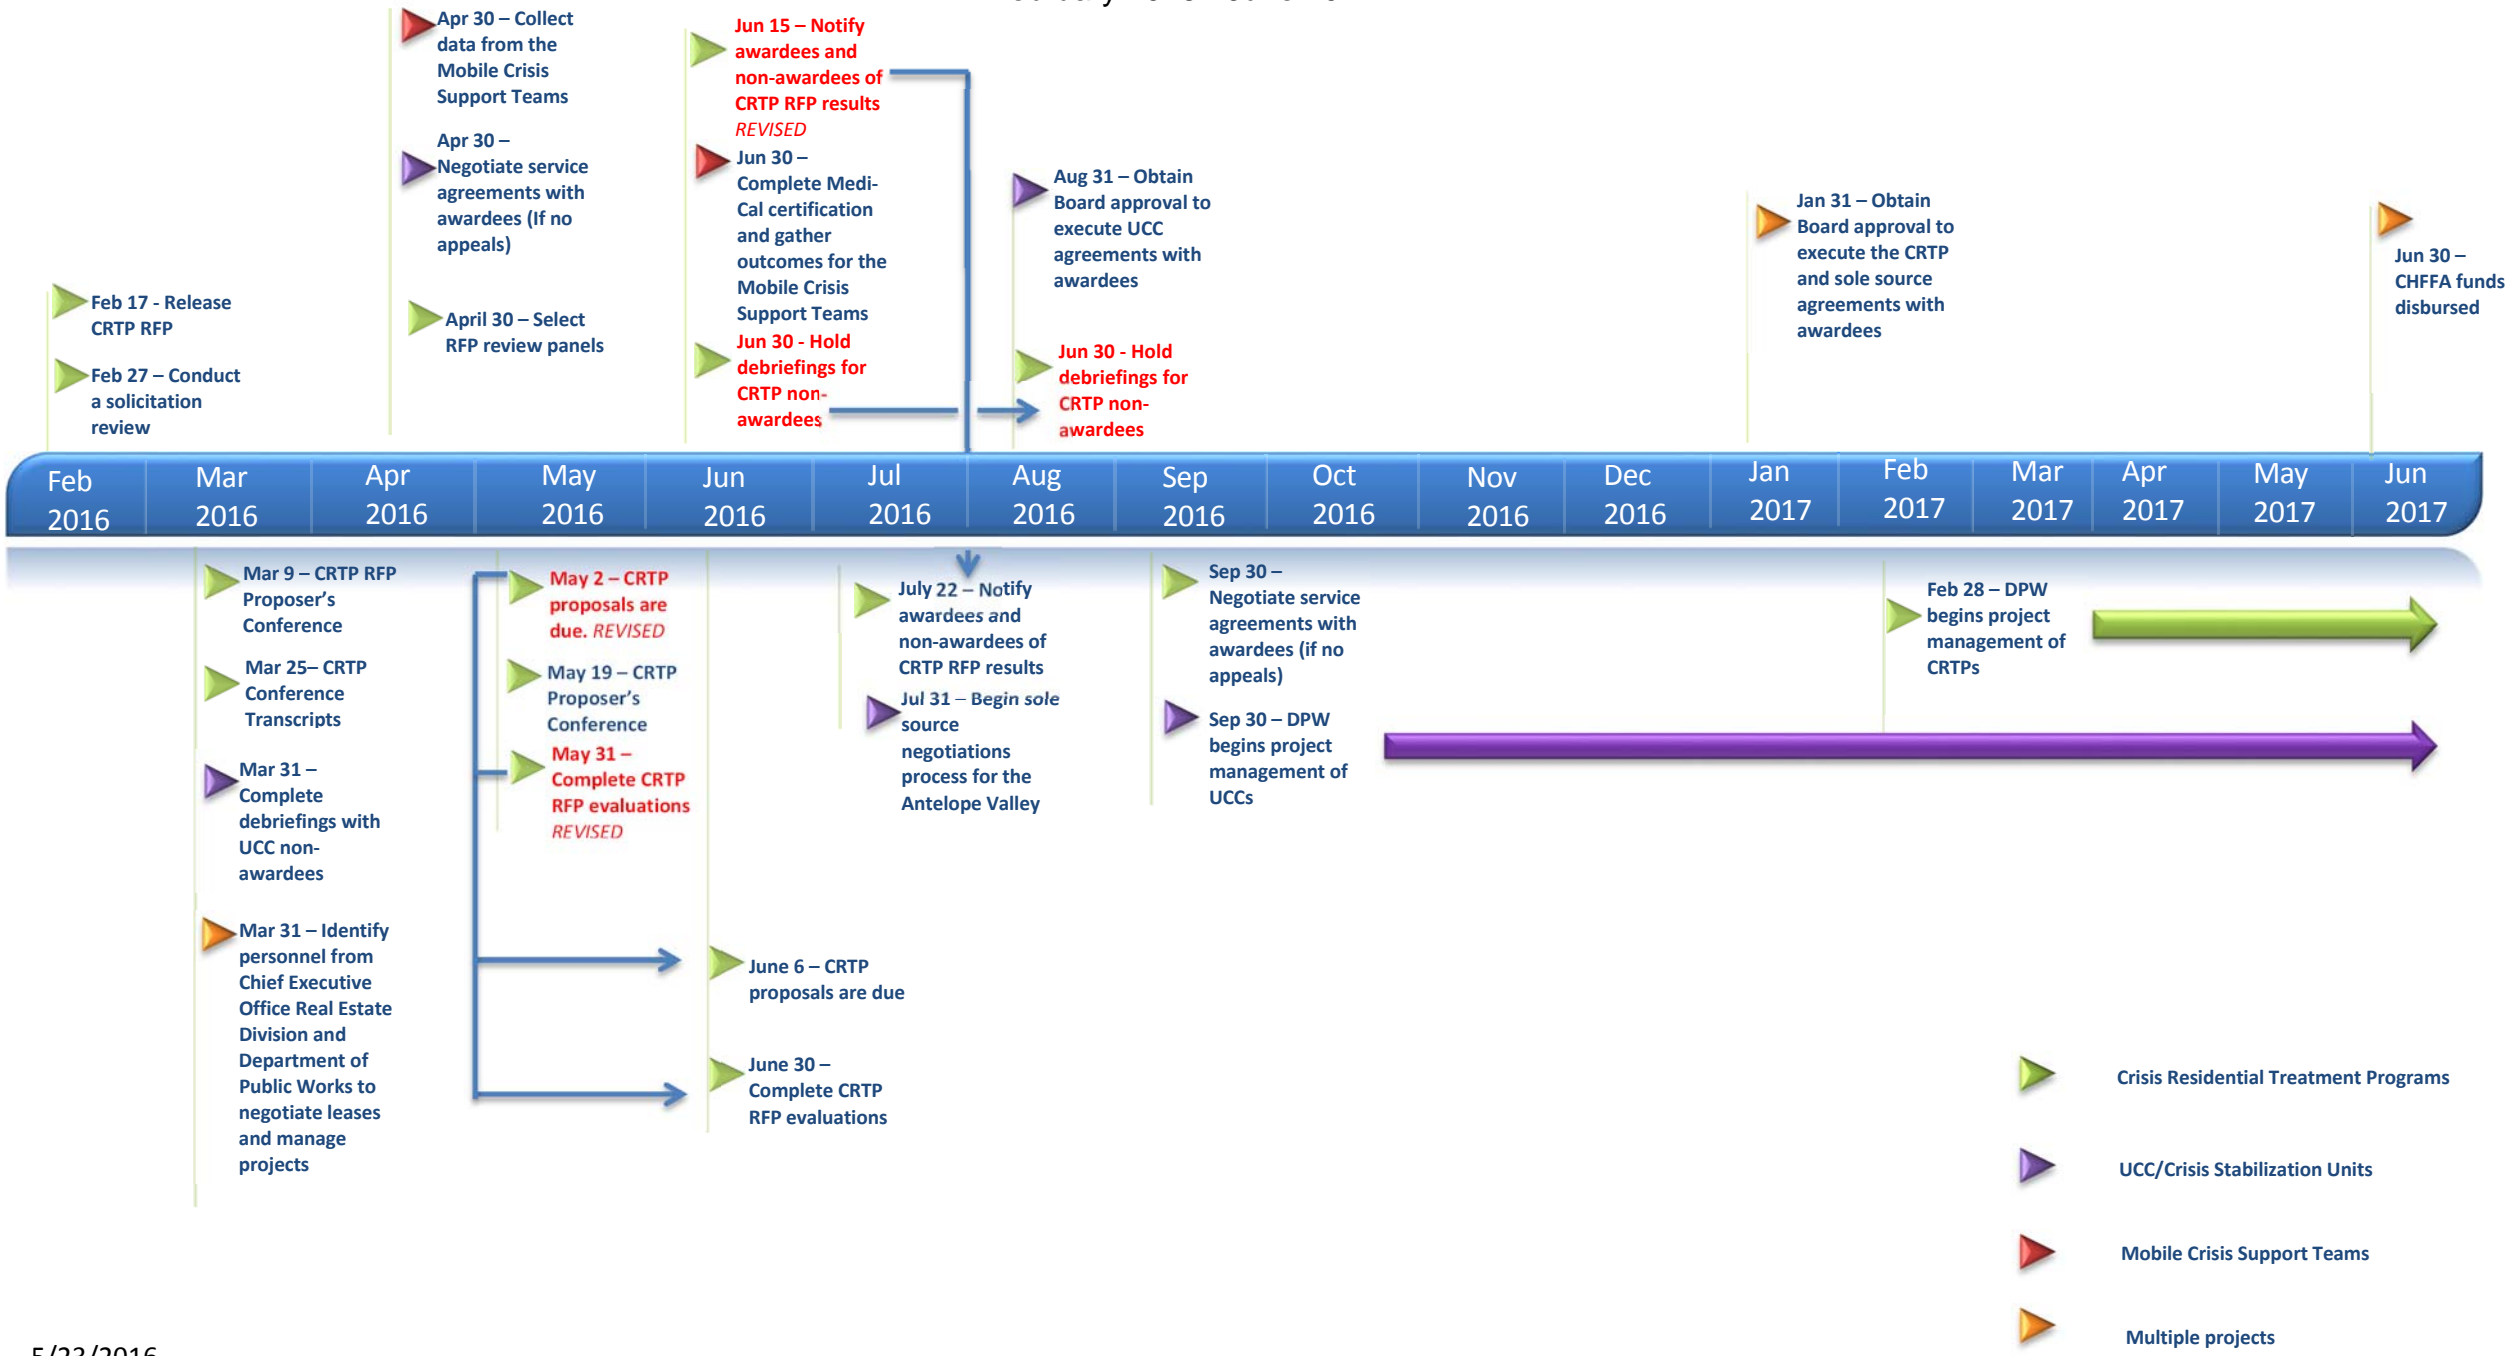 Apr 30 – Collect
data from the
Mobile Crisis
Support Teams
Apr 30 –
Negotiate service
agreements with
awardees (If no
appeals)
April 30 – Select
RFP review panels
Feb 17 - Release
CRTP RFP
Feb 27 – Conduct
a solicitation
review
Jun 15 – Notify
awardees and
non-awardees of
CRTP RFP results
REVISED
Jun 30 –
Complete Medi-
Cal certification
and gather
outcomes for the
Mobile Crisis
Support Teams
Jun 30 - Hold
debriefings for
CRTP non-
awardees
Aug 31 – Obtain
Board approval to
execute UCC
agreements with
awardees
Jun 30 - Hold
debriefings for
CRTP non-
awardees
Jan 31 – Obtain
Board approval to
execute the CRTP
and sole source
agreements with
awardees
Jun 30 –
CHFFA funds
disbursed
Feb
2016
Mar
2016
Apr
2016
May
2016
Jun
2016
Jul
2016
Aug
2016
Sep
2016
Oct
2016
Nov
2016
Dec
2016
Jan
2017
Feb
2017
Mar
2017
Apr
2017
May
2017
Jun
2017
Mar 9 – CRTP RFP
Proposer’s
Conference
Mar 25– CRTP
Conference
Transcripts
Mar 31 –
Complete
debriefings with
UCC non-
awardees
Mar 31 – Identify
personnel from
Chief Executive
Office Real Estate
Division and
Department of
Public Works to
negotiate leases
and manage
projects
May 2 – CRTP
proposals are
due. REVISED
May 19 – CRTP
Proposer’s
Conference
May 31 –
Complete CRTP
RFP evaluations
REVISED
June 6 – CRTP
proposals are due
June 30 –
Complete CRTP
RFP evaluations
July 22 – Notify
awardees and
non-awardees of
CRTP RFP results
Jul 31 – Begin sole
source
negotiations
process for the
Antelope Valley
Sep 30 –
Negotiate service
agreements with
awardees (if no
appeals)
Sep 30 – DPW
begins project
management of
UCCs
Feb 28 – DPW
begins project
management of
CRTPs
Crisis Residential Treatment Programs
UCC/Crisis Stabilization Units
Mobile Crisis Support Teams
Multiple projects
5/23/2016